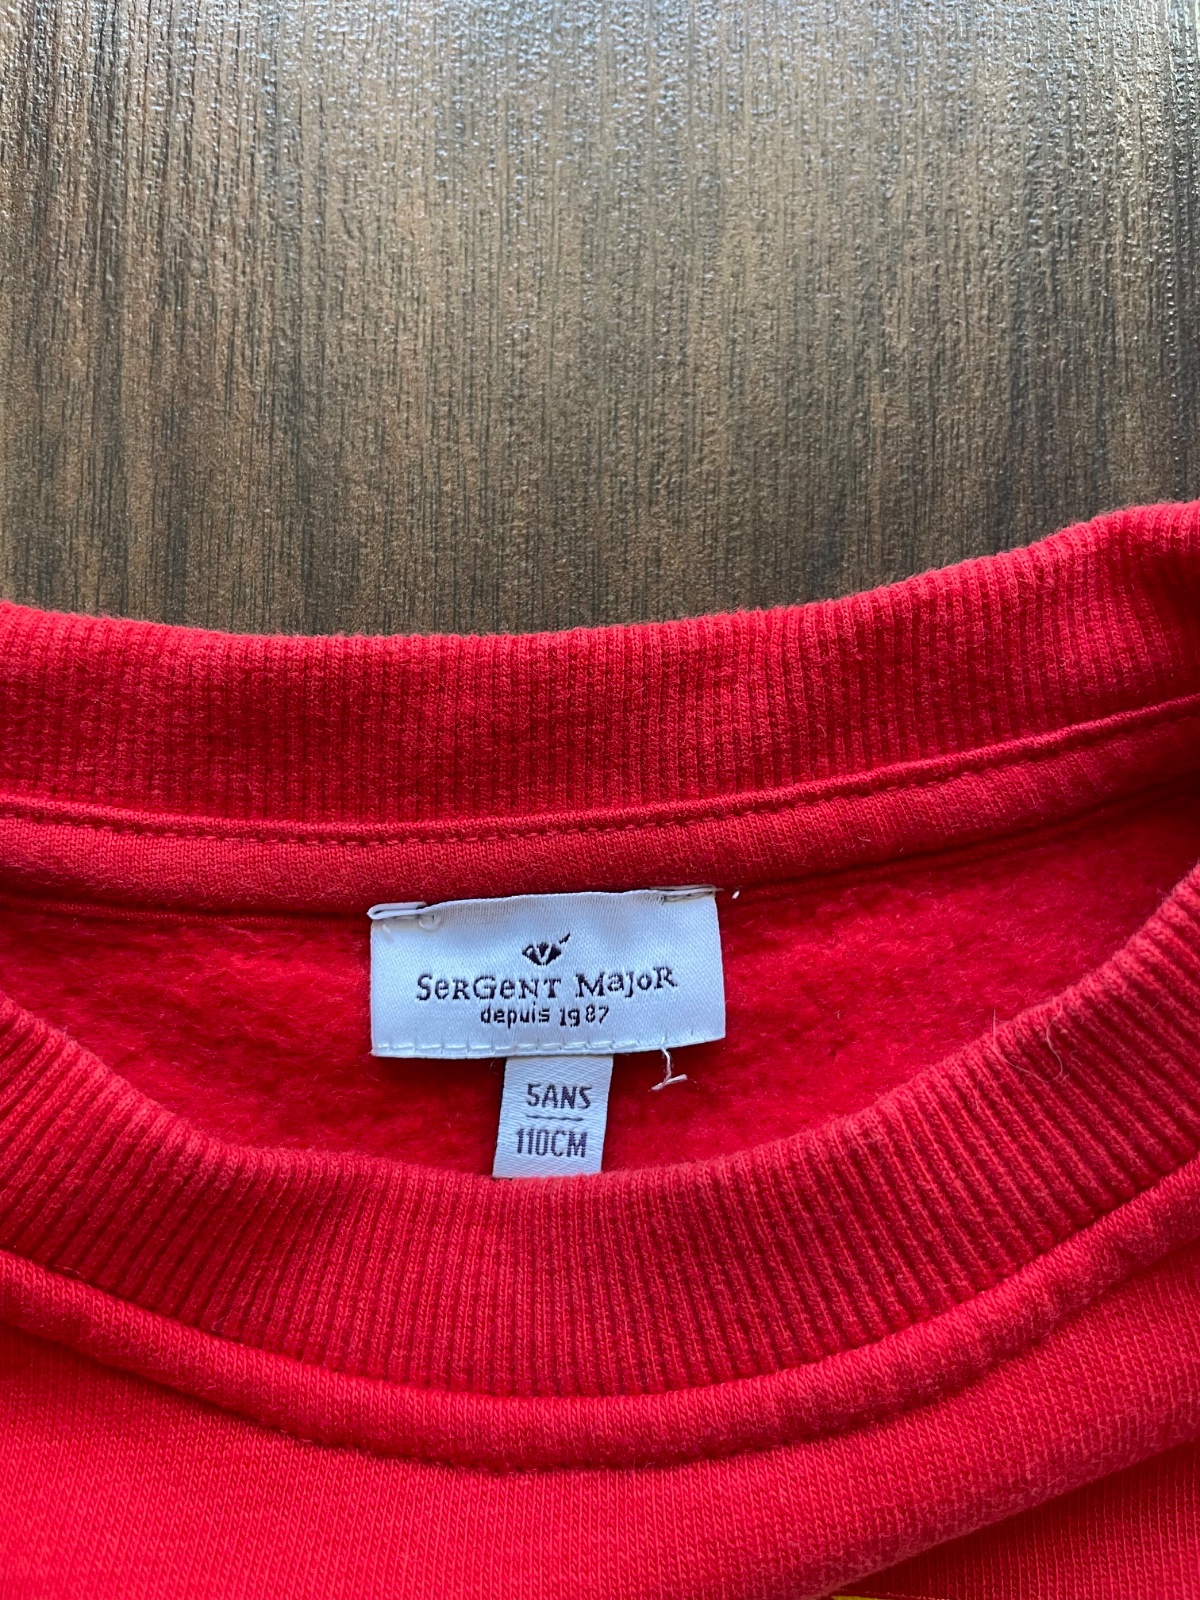 SeRGeNT MaJoR
depuis 1987
5ANS
110CM